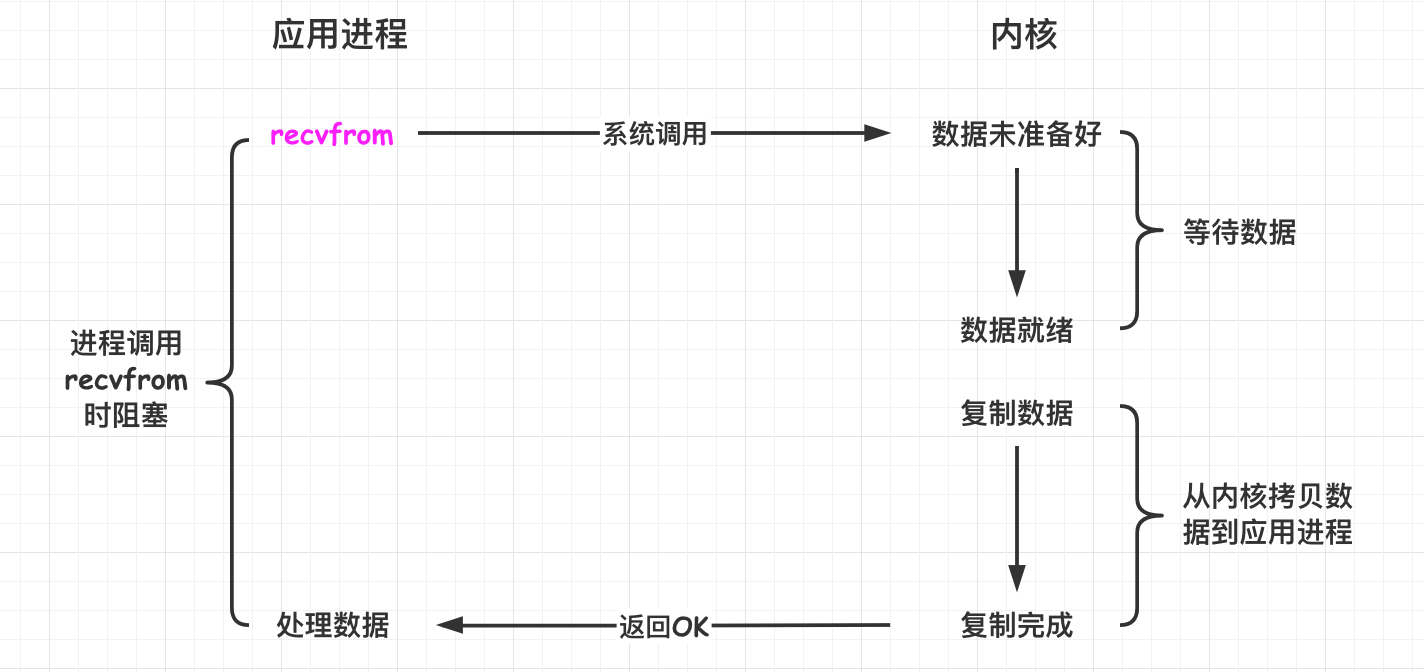 应用进程
内核
recvfrom
系统调用
数据未准备好
等待数据
数据就绪
进程调用
recvfrom
时阻塞
复制数据
从内核拷贝数
据到应用进程
处理数据
返回OK
复制完成